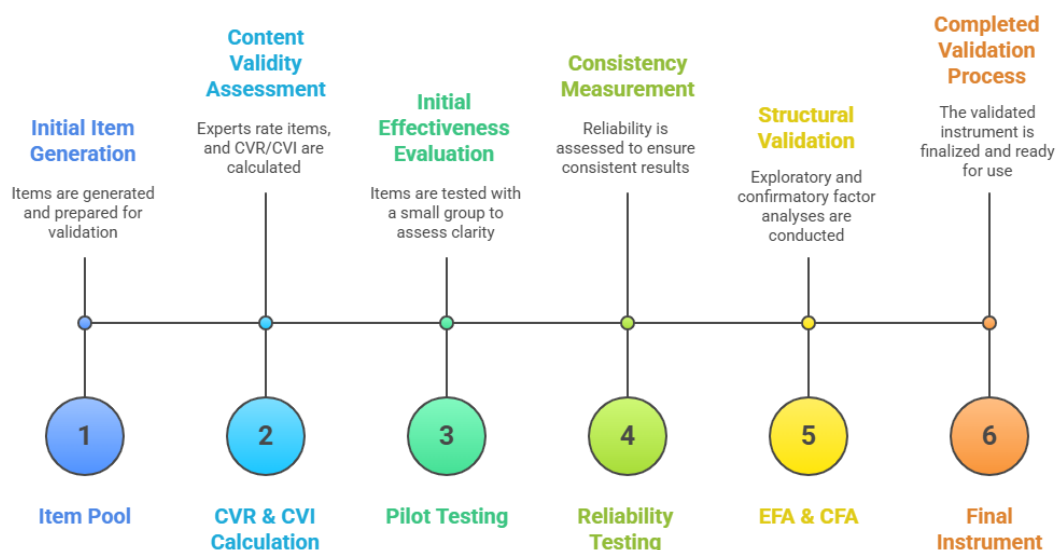 Initial Item
Generation
Items are generated
and prepared for
validation
1
Item Pool
Content
Validity
Assessment
Experts rate items,
and CVR/CVI are
calculated
2
CVR & CVI
Calculation
Initial
Effectiveness
Evaluation
Items are tested with
a small group to
assess clarity
3
Pilot Testing
Consistency
Measurement
Reliability is
assessed to ensure
consistent results
4
Reliability
Testing
Structural
Validation
Exploratory and
confirmatory factor
analyses are
conducted
5
EFA & CFA
Completed
Validation
Process
The validated
instrument is
finalized and ready
for use
6
Final
Instrument